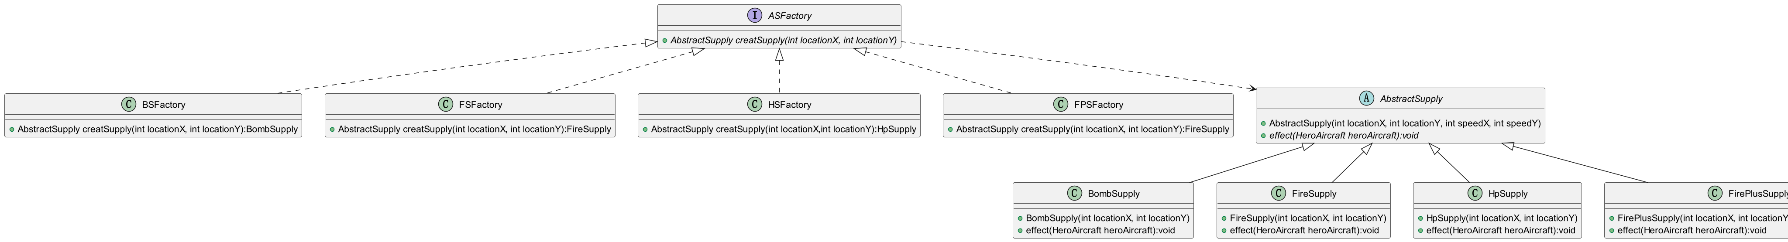 I ASFactory
AbstractSupply creatSupply(int locationX, int locationY)
C BSFactory
AbstractSupply creatSupply(int locationX, int locationY):BombSupply
C FSFactory
AbstractSupply creatSupply(int locationX, int locationY):FireSupply
C HSFactory
AbstractSupply creatSupply(int locationX,int locationY):HpSupply
C FPSFactory
AbstractSupply creatSupply(int locationX, int locationY):FireSupply
A AbstractSupply
AbstractSupply(int locationX, int locationY, int speedX, int speedY)
effect(HeroAircraft heroAircraft):void
C BombSupply
BombSupply(int locationX, int locationY)
effect(HeroAircraft heroAircraft):void
C FireSupply
FireSupply(int locationX, int locationY)
effect(HeroAircraft heroAircraft):void
C HpSupply
HpSupply(int locationX, int locationY)
effect(HeroAircraft heroAircraft):void
C FirePlusSupply
FirePlusSupply(int locationX, int locationY
effect(HeroAircraft heroAircraft):void